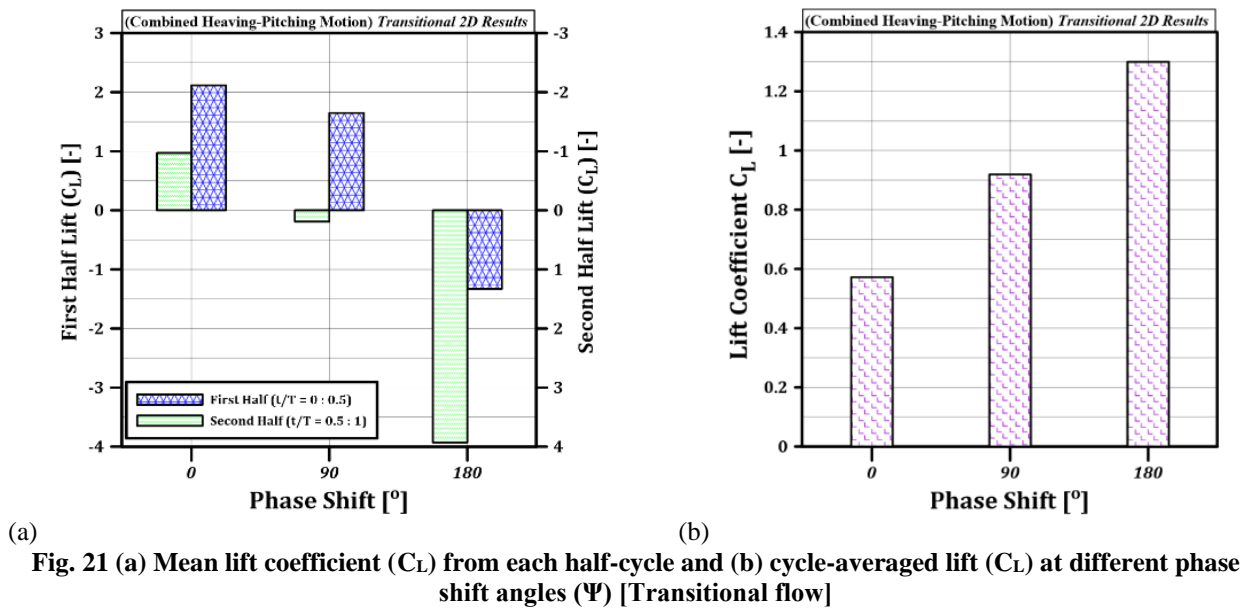 (Combined Heaving-Pitching Motion) Transitional 2D Results
3
2
1
0
-1
-2
-3
-4
First Half Lift (CL) [-]
-3
-2
-1
0
1
2
3
4
Second Half Lift (CL) [-]
First Half (t/T = 0 : 0.5)
Second Half (t/T = 0.5 : 1)
0
90
180
Phase Shift [º]
(a)
(Combined Heaving-Pitching Motion) Transitional 2D Results
1.4
1.2
1
0.8
0.6
0.4
0.2
0
Lift Coefficient CL [-]
0
90
180
Phase Shift [º]
(b)
Fig. 21 (a) Mean lift coefficient (CL) from each half-cycle and (b) cycle-averaged lift (CL) at different phase
shift angles (Ψ) [Transitional flow]